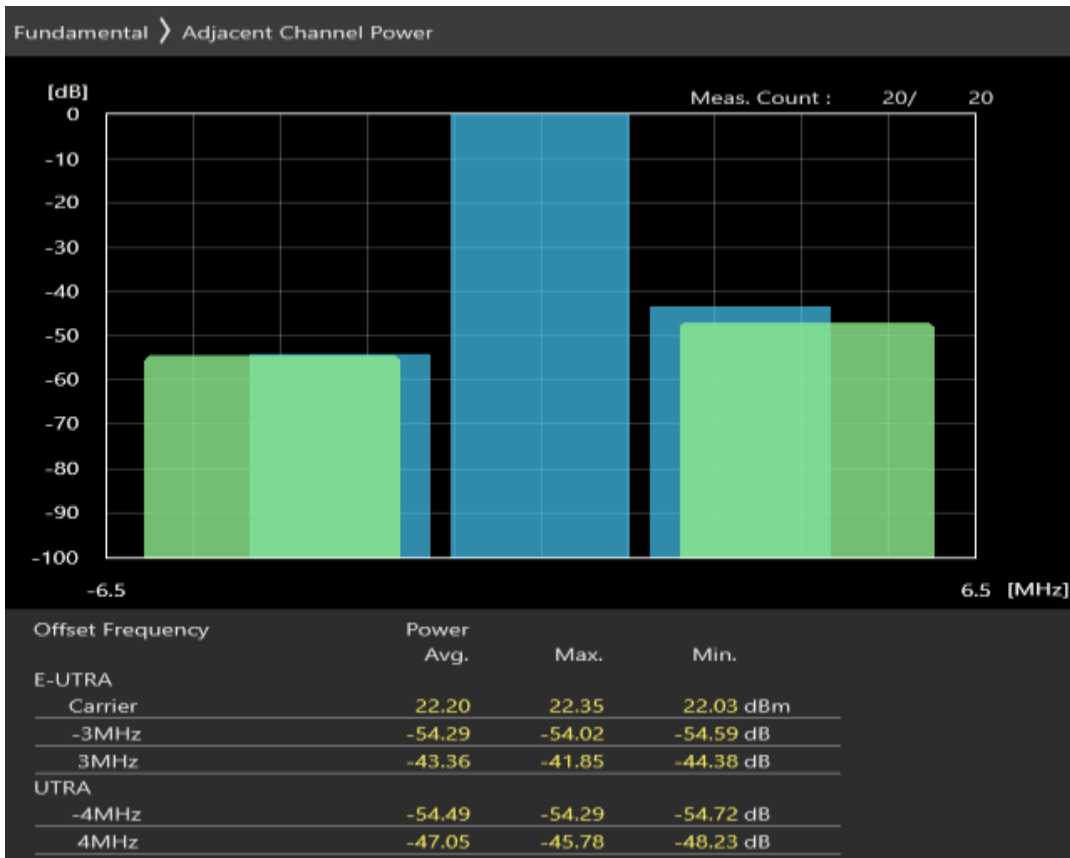 Fundamental 〉 Adjacent Channel Power
[dB]
Meas. Count : 20/ 20
0
-10
-20
-30
-40
-50
-60
-70
-80
-90
-100
-6.5 6.5 [MHz]
Offset Frequency Power
Avg. Max. Min.
E-UTRA
Carrier 22.20 22.35 22.03 dBm
-3MHz -54.29 -54.02 -54.59 dB
3MHz -43.36 -41.85 -44.38 dB
UTRA
-4MHz -54.49 -54.29 -54.72 dB
4MHz -47.05 -45.78 -48.23 dB